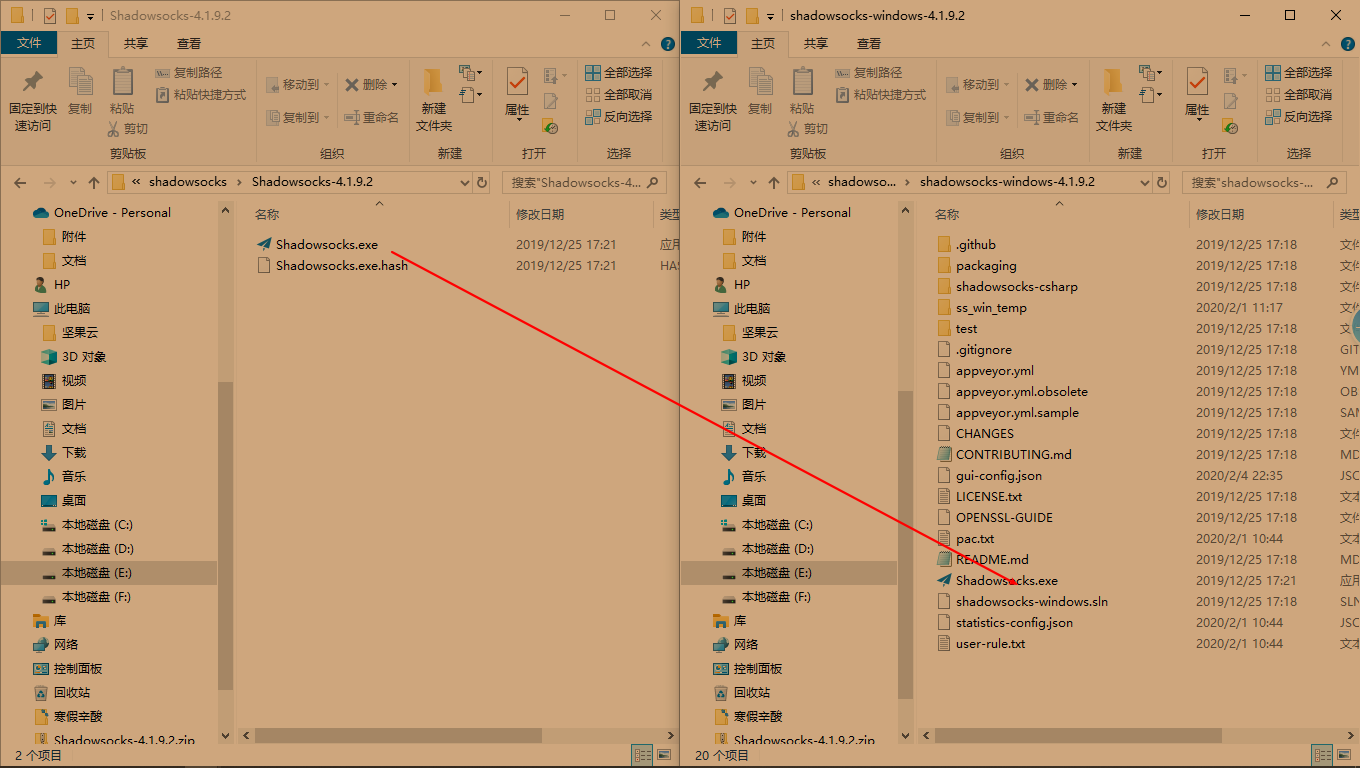 Shadowsocks-4.1.9.2
文件 主页 共享 查看
固定到快速访问
复制
粘贴
复制路径
粘贴快捷方式
剪切
剪贴板
移动到
复制到
删除
重命名
组织
新建
文件夹
新建
属性
打开
全部选择
全部取消
反向选择
选择
« shadowsocks › Shadowsocks-4.1.9.2
搜索"Shadowsocks-4...
OneDrive - Personal
附件
文档
HP
此电脑
坚果云
3D 对象
视频
图片
文档
下载
音乐
桌面
本地磁盘 (C:)
本地磁盘 (D:)
本地磁盘 (E:)
本地磁盘 (F:)
库
网络
控制面板
回收站
寒假辛酸
Shadowsocks-4.1.9.2.zip
名称 修改日期 类型
Shadowsocks.exe 2019/12/25 17:21 应用
Shadowsocks.exe.hash 2019/12/25 17:21 HAS
2 个项目
shadowsocks-windows-4.1.9.2
文件 主页 共享 查看
固定到快速访问
复制
粘贴
复制路径
粘贴快捷方式
剪切
剪贴板
移动到
复制到
删除
重命名
组织
新建
文件夹
新建
属性
打开
全部选择
全部取消
反向选择
选择
« shadowso... › shadowsocks-windows-4.1.9.2
搜索"shadowsocks-...
OneDrive - Personal
附件
文档
HP
此电脑
坚果云
3D 对象
视频
图片
文档
下载
音乐
桌面
本地磁盘 (C:)
本地磁盘 (D:)
本地磁盘 (E:)
本地磁盘 (F:)
库
网络
控制面板
回收站
寒假辛酸
Shadowsocks-4.1.9.2.zip
名称 修改日期 类型
.github 2019/12/25 17:18 文件
packaging 2019/12/25 17:18 文件
shadowsocks-csharp 2019/12/25 17:18 文件
ss_win_temp 2020/2/1 11:17 文件
test 2019/12/25 17:18 文
.gitignore 2019/12/25 17:18 GIT
appveyor.yml 2019/12/25 17:18 YM
appveyor.yml.obsolete 2019/12/25 17:18 OB
appveyor.yml.sample 2019/12/25 17:18 SAN
CHANGES 2019/12/25 17:18 文件
CONTRIBUTING.md 2019/12/25 17:18 MD
gui-config.json 2020/2/4 22:35 JSC
LICENSE.txt 2019/12/25 17:18 文本
OPENSSL-GUIDE 2019/12/25 17:18 文件
pac.txt 2020/2/1 10:44 文本
README.md 2019/12/25 17:18 MD
Shadowsocks.exe 2019/12/25 17:21 应用
shadowsocks-windows.sln 2019/12/25 17:18 SLN
statistics-config.json 2020/2/1 10:44 JSC
user-rule.txt 2020/2/1 10:44 文本
20 个项目